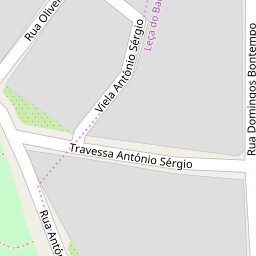 Rua Olive
Viela António Sérgio
Leça do Ba
Rua Domingos Bontempo
Travessa António Sérgio
Rua Antó